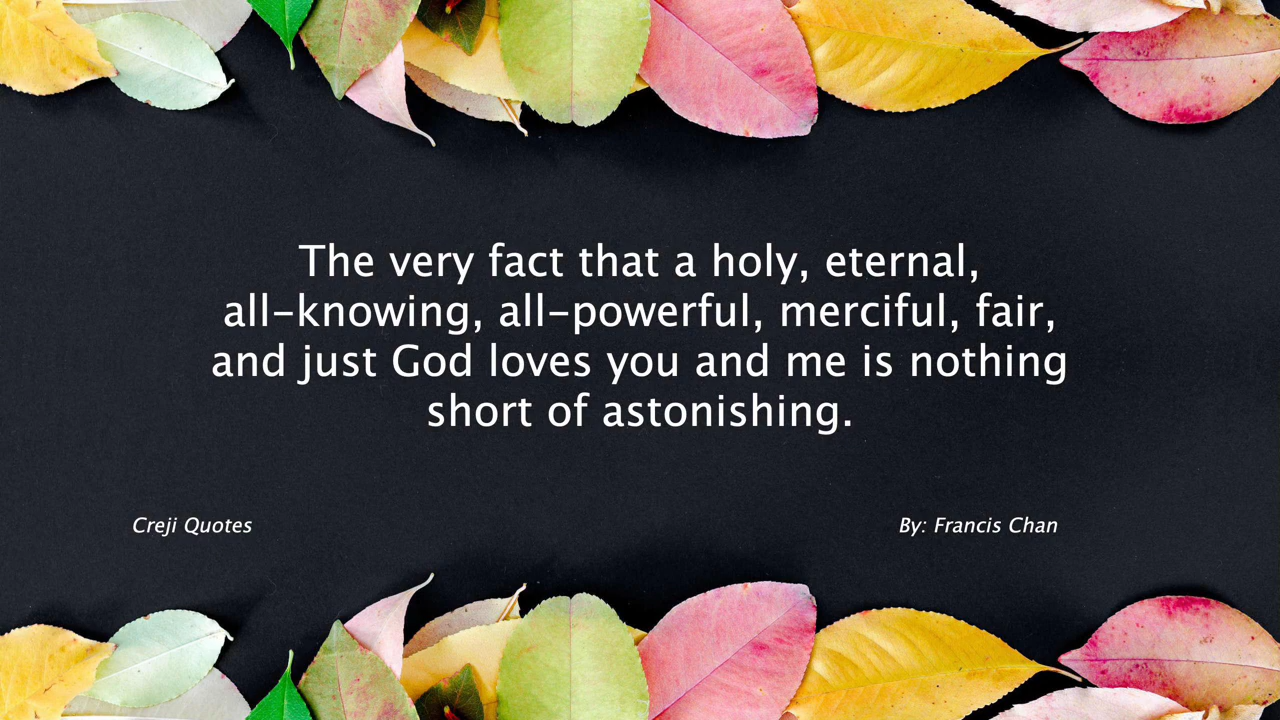 The very fact that a holy, eternal,
all-knowing, all-powerful, merciful, fair,
and just God loves you and me is nothing
short of astonishing.
Creji Quotes
By: Francis Chan